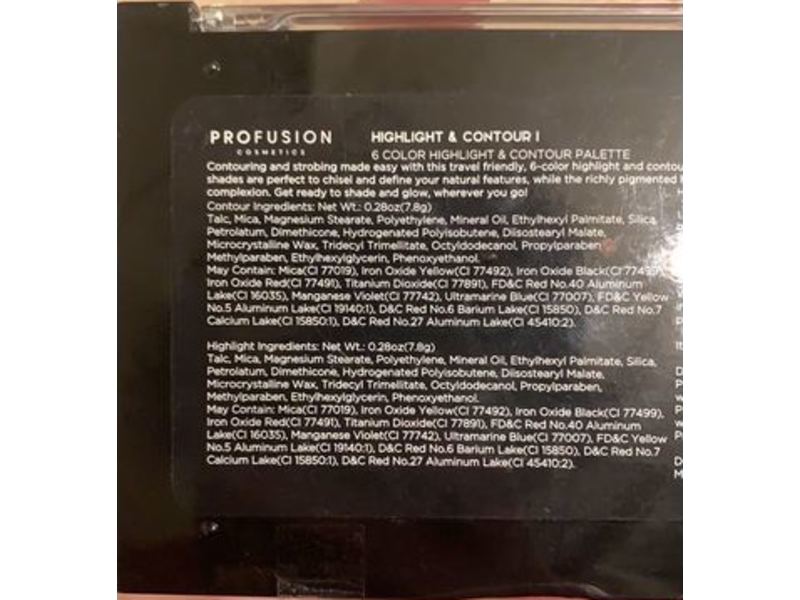 PROFUSION
COSMETICS
HIGHLIGHT & CONTOUR I
6 COLOR HIGHLIGHT & CONTOUR PALETTE
Contouring and strobing made easy with this travel friendly, 6-color highlight and contou
shades are perfect to chisel and define your natural features, while the richly pigmented
complexion. Get ready to shade and glow, wherever you go!
Contour Ingredients: Net Wt.: 0.28oz(7.8g)
Talc, Mica, Magnesium Stearate, Polyethylene, Mineral Oil, Ethylhexyl Palmitate, Silica,
Petrolatum, Dimethicone, Hydrogenated Polyisobutene, Diisostearyl Malate,
Microcrystalline Wax, Tridecyl Trimellitate, Octyldodecanol, Propylparaben
Methylparaben, Ethylhexylglycerin, Phenoxyethanol.
May Contain: Mica(CI 77019), Iron Oxide Yellow(CI 77492), Iron Oxide Black(CI 77499),
Iron Oxide Red(CI 77491), Titanium Dioxide(CI 77891), FD&C Red No.40 Aluminum
Lake(CI 16035), Manganese Violet(CI 77742), Ultramarine Blue(CI 77007), FD&C Yellow
No.5 Aluminum Lake(CI 19140:1), D&C Red No.6 Barium Lake(CI 15850), D&C Red No.7
Calcium Lake(CI 15850:1), D&C Red No.27 Aluminum Lake(CI 45410:2).
Highlight Ingredients: Net Wt.: 0.28oz(7.8g)
Talc, Mica, Magnesium Stearate, Polyethylene, Mineral Oil, Ethylhexyl Palmitate, Silica,
Petrolatum, Dimethicone, Hydrogenated Polyisobutene, Diisostearyl Malate,
Microcrystalline Wax, Tridecyl Trimellitate, Octyldodecanol, Propylparaben,
Methylparaben, Ethylhexylglycerin, Phenoxyethanol.
May Contain: Mica(CI 77019), Iron Oxide Yellow(CI 77492), Iron Oxide Black(CI 77499),
Iron Oxide Red(CI 77491), Titanium Dioxide(CI 77891), FD&C Red No.40 Aluminum
Lake(CI 16035), Manganese Violet(CI 77742), Ultramarine Blue(CI 77007), FD&C Yellow
No.5 Aluminum Lake(CI 19140:1), D&C Red No.6 Barium Lake(CI 15850), D&C Red No.7
Calcium Lake(CI 15850:1), D&C Red No.27 Aluminum Lake(CI 45410:2).